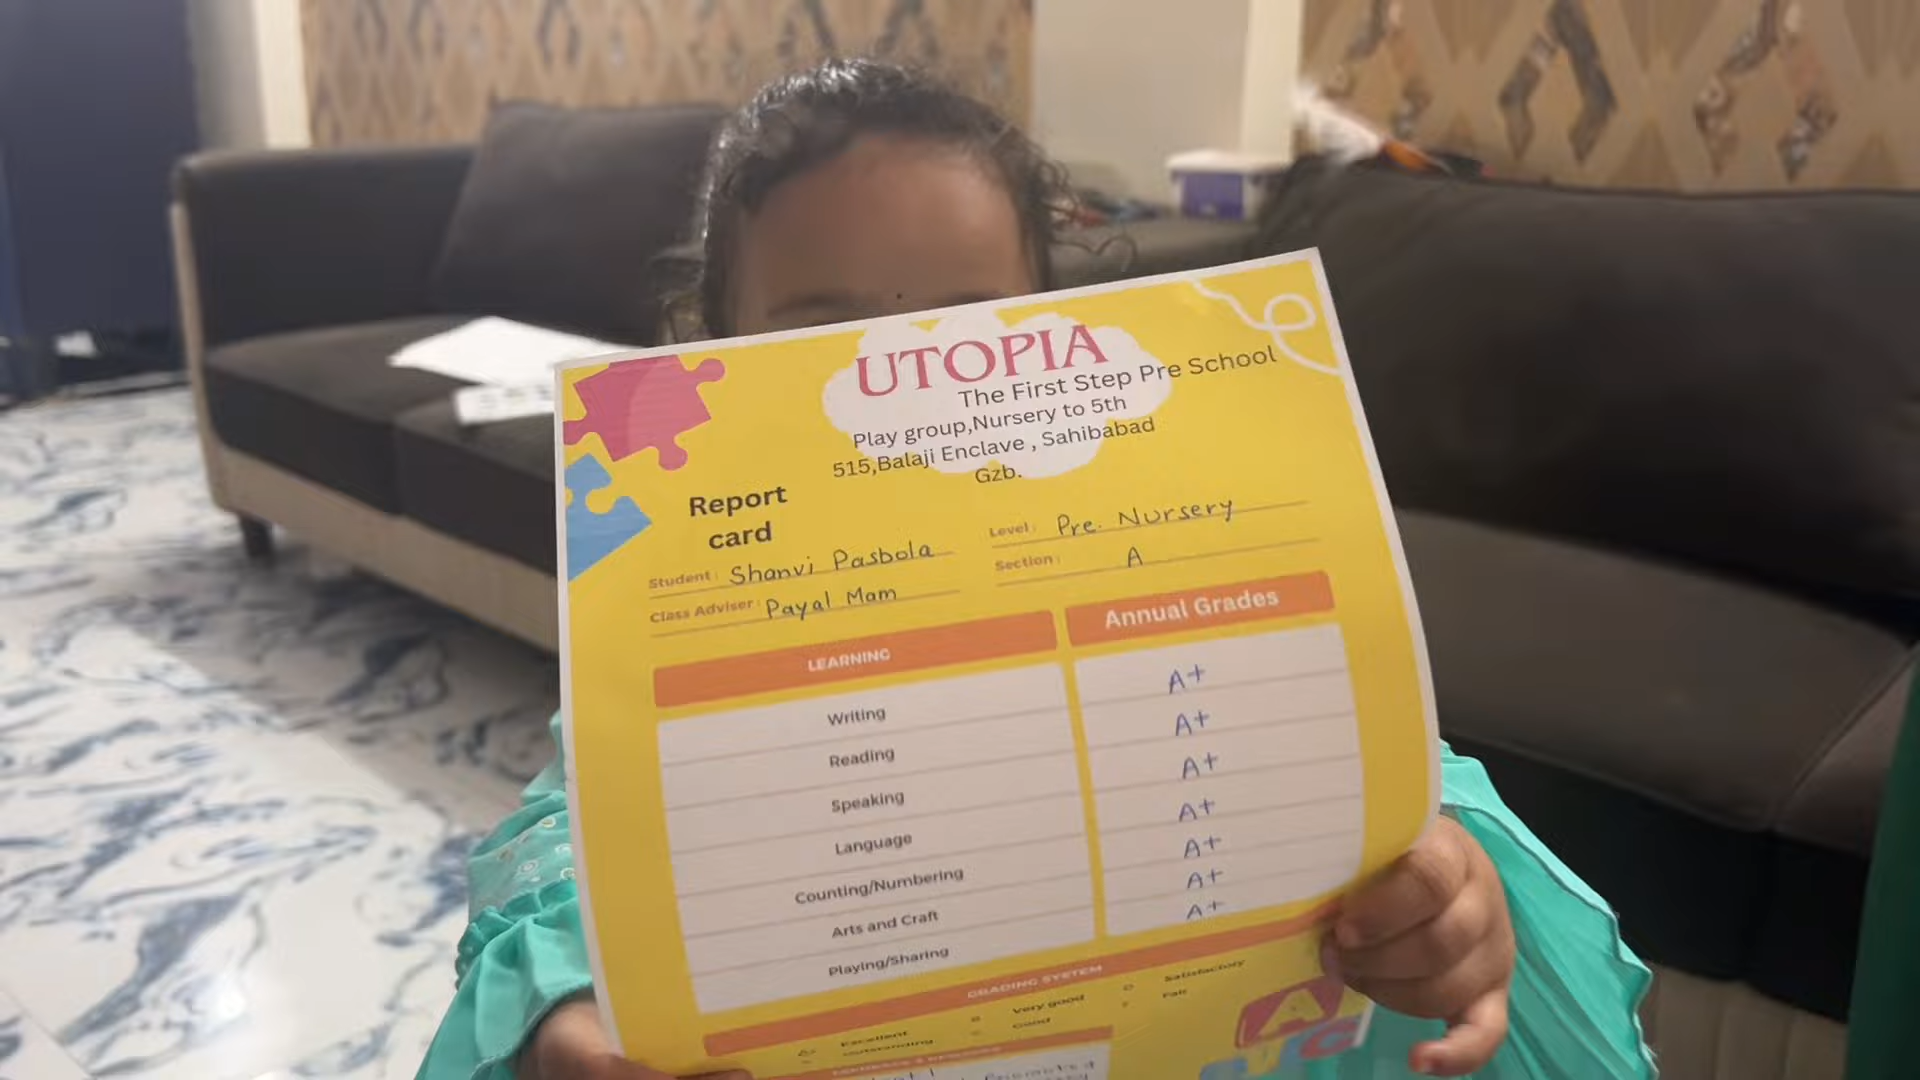 UTOPIA
The First Step Pre School
Play group,Nursery to 5th
515,Balaji Enclave , Sahibabad
Gzb.
Report
card
Student : Shanvi Pasbola
Level : Pre. Nursery
Class Adviser : Payal Mam
Section : A
LEARNING Annual Grades
Writing A+
Reading A+
Speaking A+
Language A+
Counting/Numbering A+
Arts and Craft A+
Playing/Sharing A+
GRADING SYSTEM
Excellent Very good Satisfactory
Outstanding Good Fair
Promoted